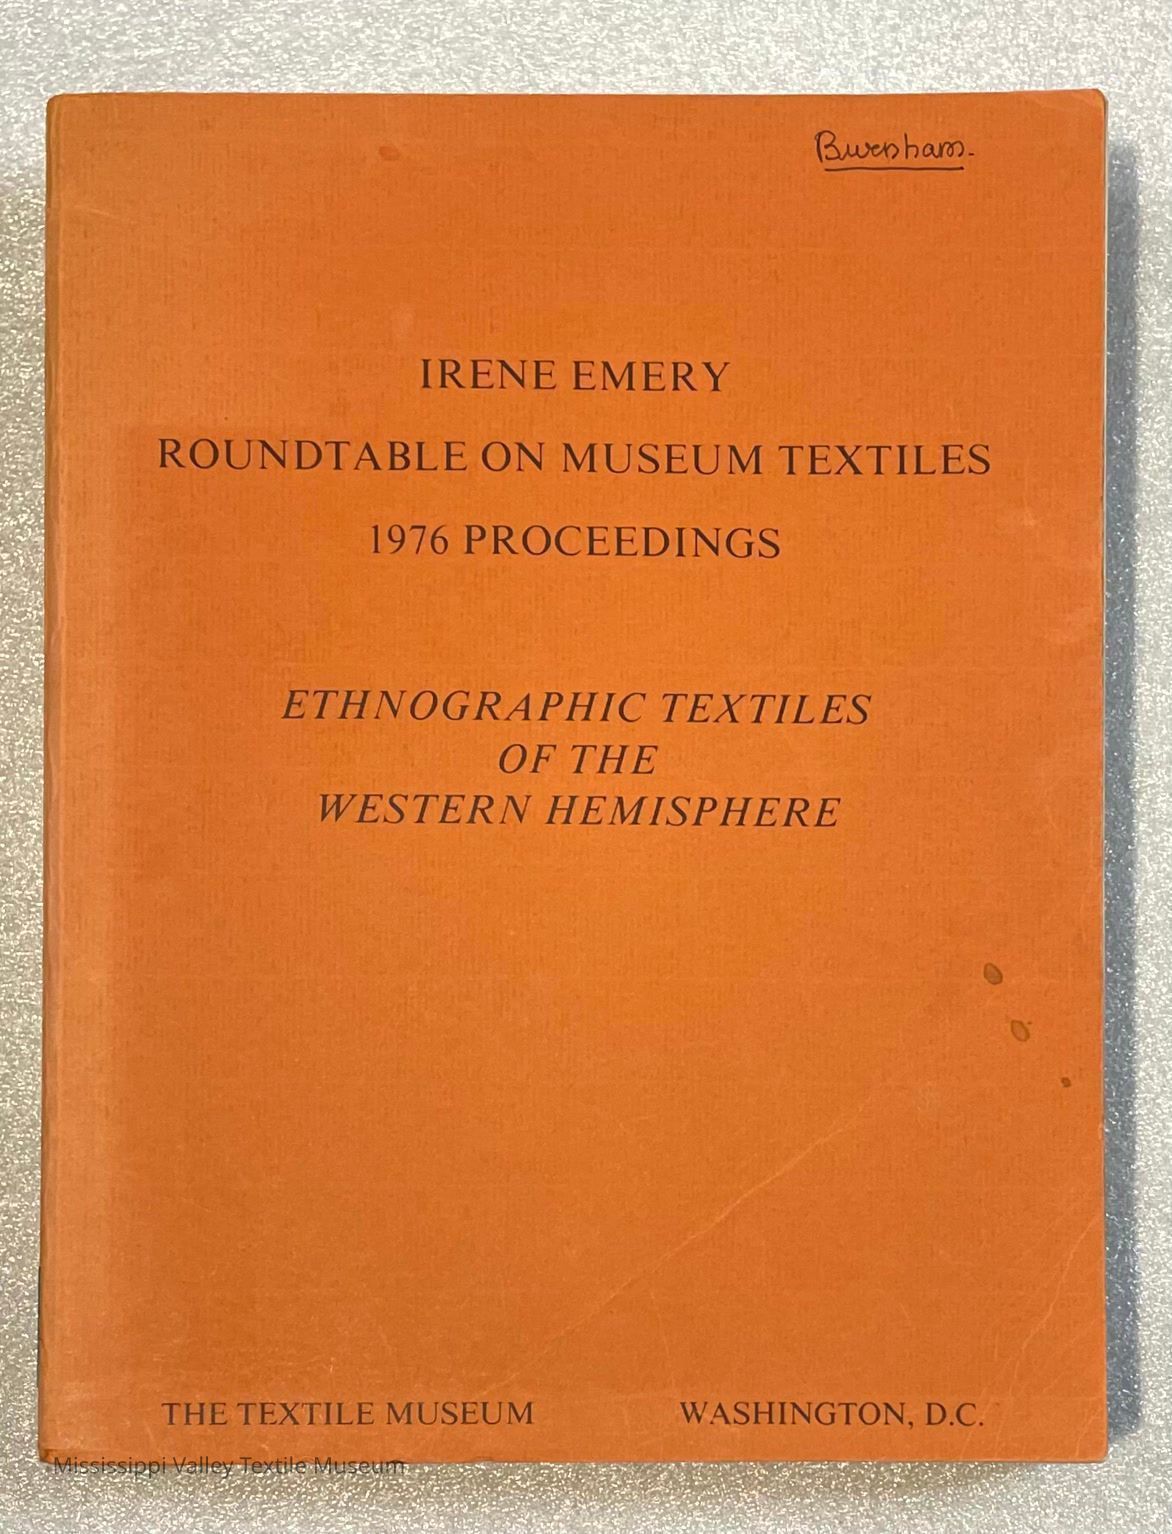 Burnham.
IRENE EMERY
ROUNDTABLE ON MUSEUM TEXTILES
1976 PROCEEDINGS
ETHNOGRAPHIC TEXTILES
OF THE
WESTERN HEMISPHERE
THE TEXTILE MUSEUM WASHINGTON, D.C.
Mississippi Valley Textile Museum